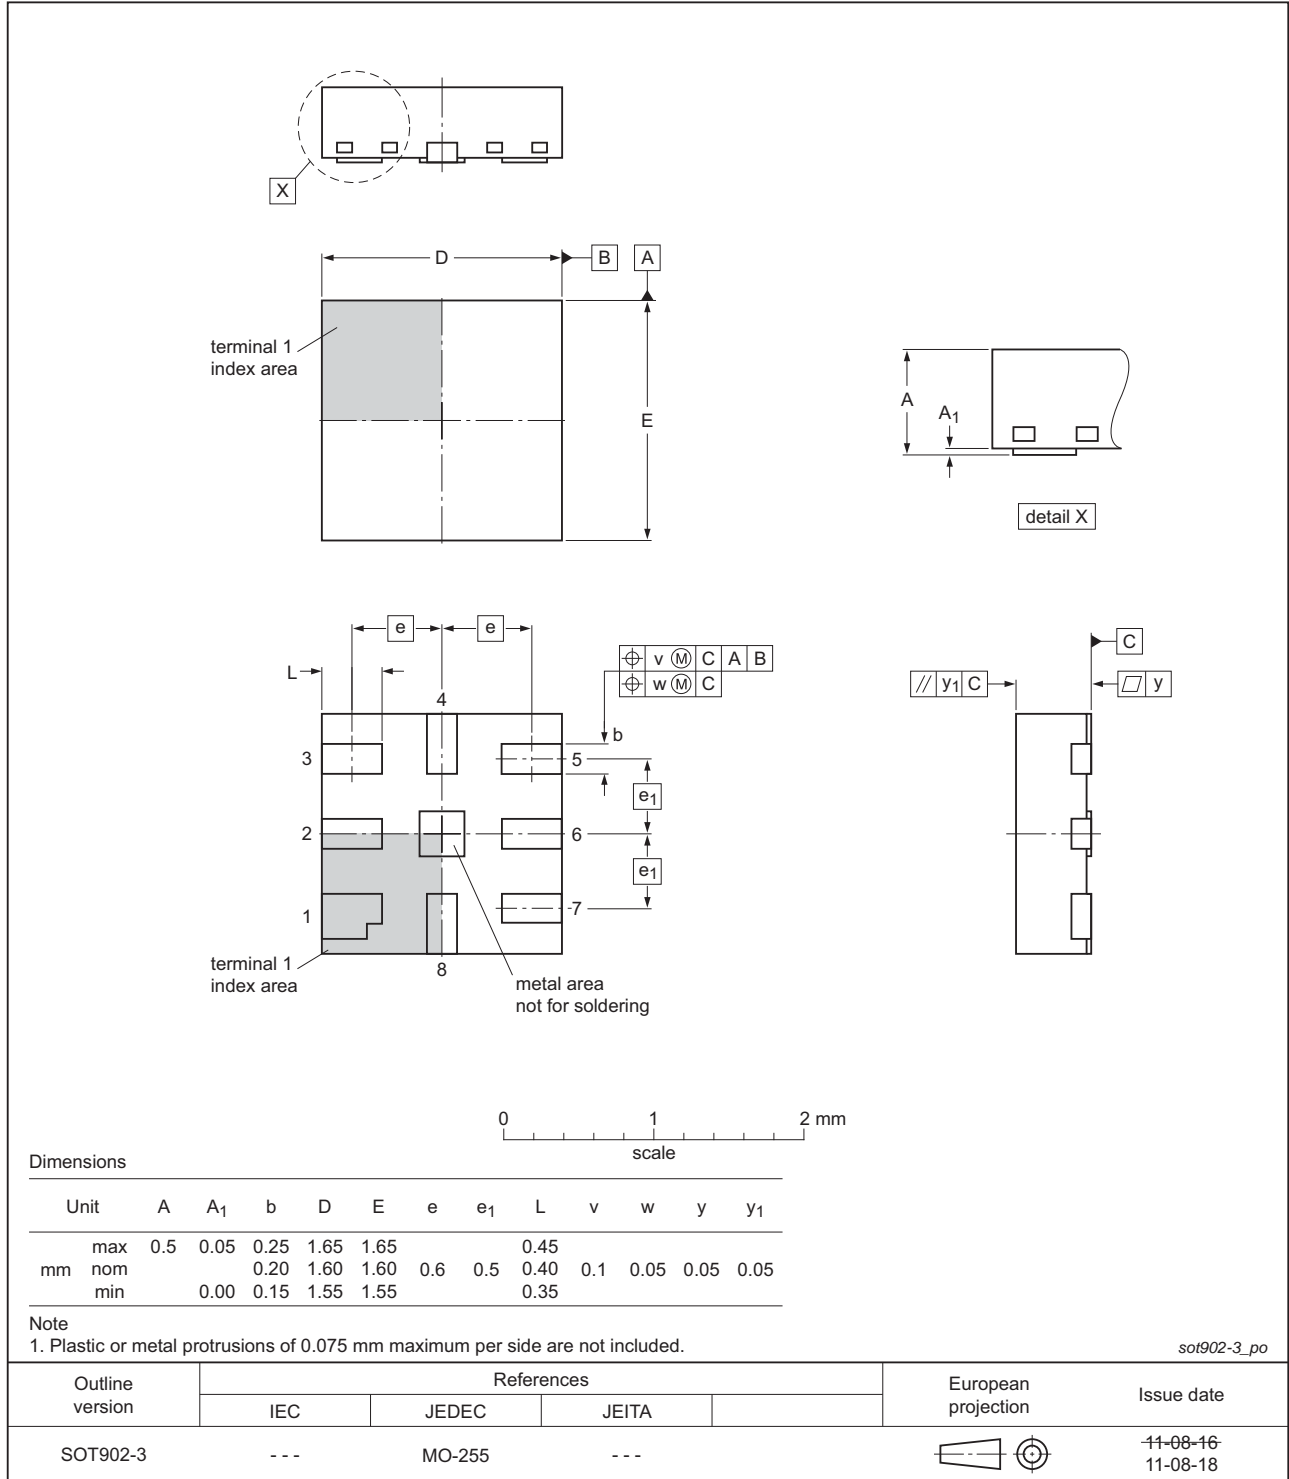 X
D
B
A
terminal 1
index area
E
A
A1
detail X
e
e
L
v M C A B
w M C
4
3
b
5
e1
2
6
e1
1
7
terminal 1
index area
8
metal area
not for soldering
C
// y1 C
y
0 1 2 mm
scale
Dimensions
Unit A A1 b D E e e1 L v w y y1
max 0.5 0.05 0.25 1.65 1.65 0.45
mm nom 0.20 1.60 1.60 0.6 0.5 0.40 0.1 0.05 0.05 0.05
min 0.00 0.15 1.55 1.55 0.35
Note
1. Plastic or metal protrusions of 0.075 mm maximum per side are not included.
sot902-3_po
Outline
version
References
IEC JEDEC JEITA
European
projection
Issue date
SOT902-3 - - - MO-255 - - -
11-08-16
11-08-18